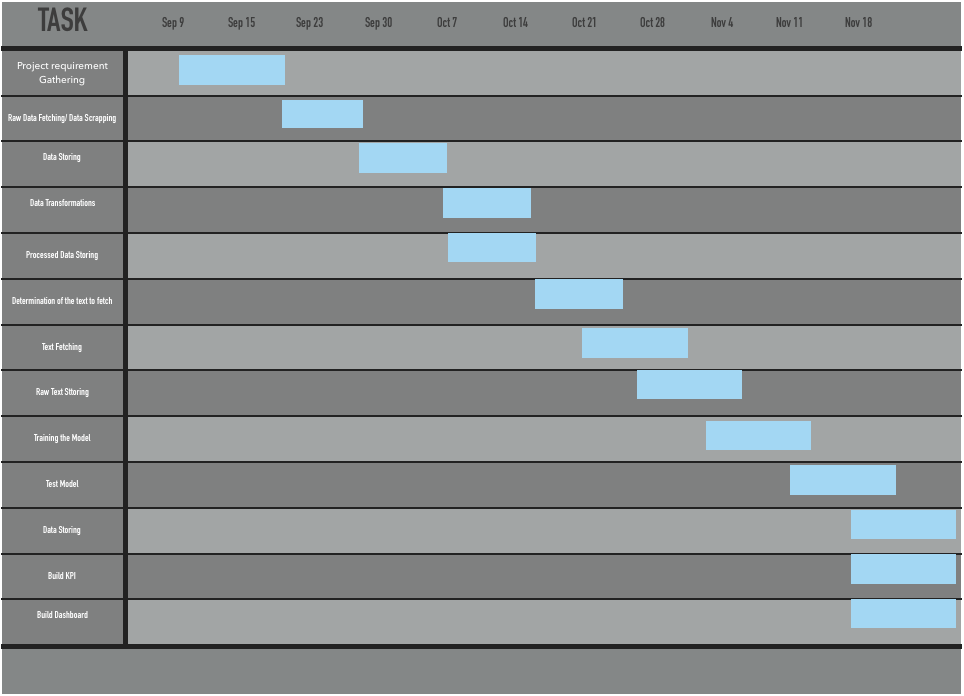 TASK Sep 9 Sep 15 Sep 23 Sep 30 Oct 7 Oct 14 Oct 21 Oct 28 Nov 4 Nov 11 Nov 18
Project requirement
Gathering
Raw Data Fetching/ Data Scrapping
Data Storing
Data Transformations
Processed Data Storing
Determination of the text to fetch
Text Fetching
Raw Text Sttoring
Training the Model
Test Model
Data Storing
Build KPI
Build Dashboard